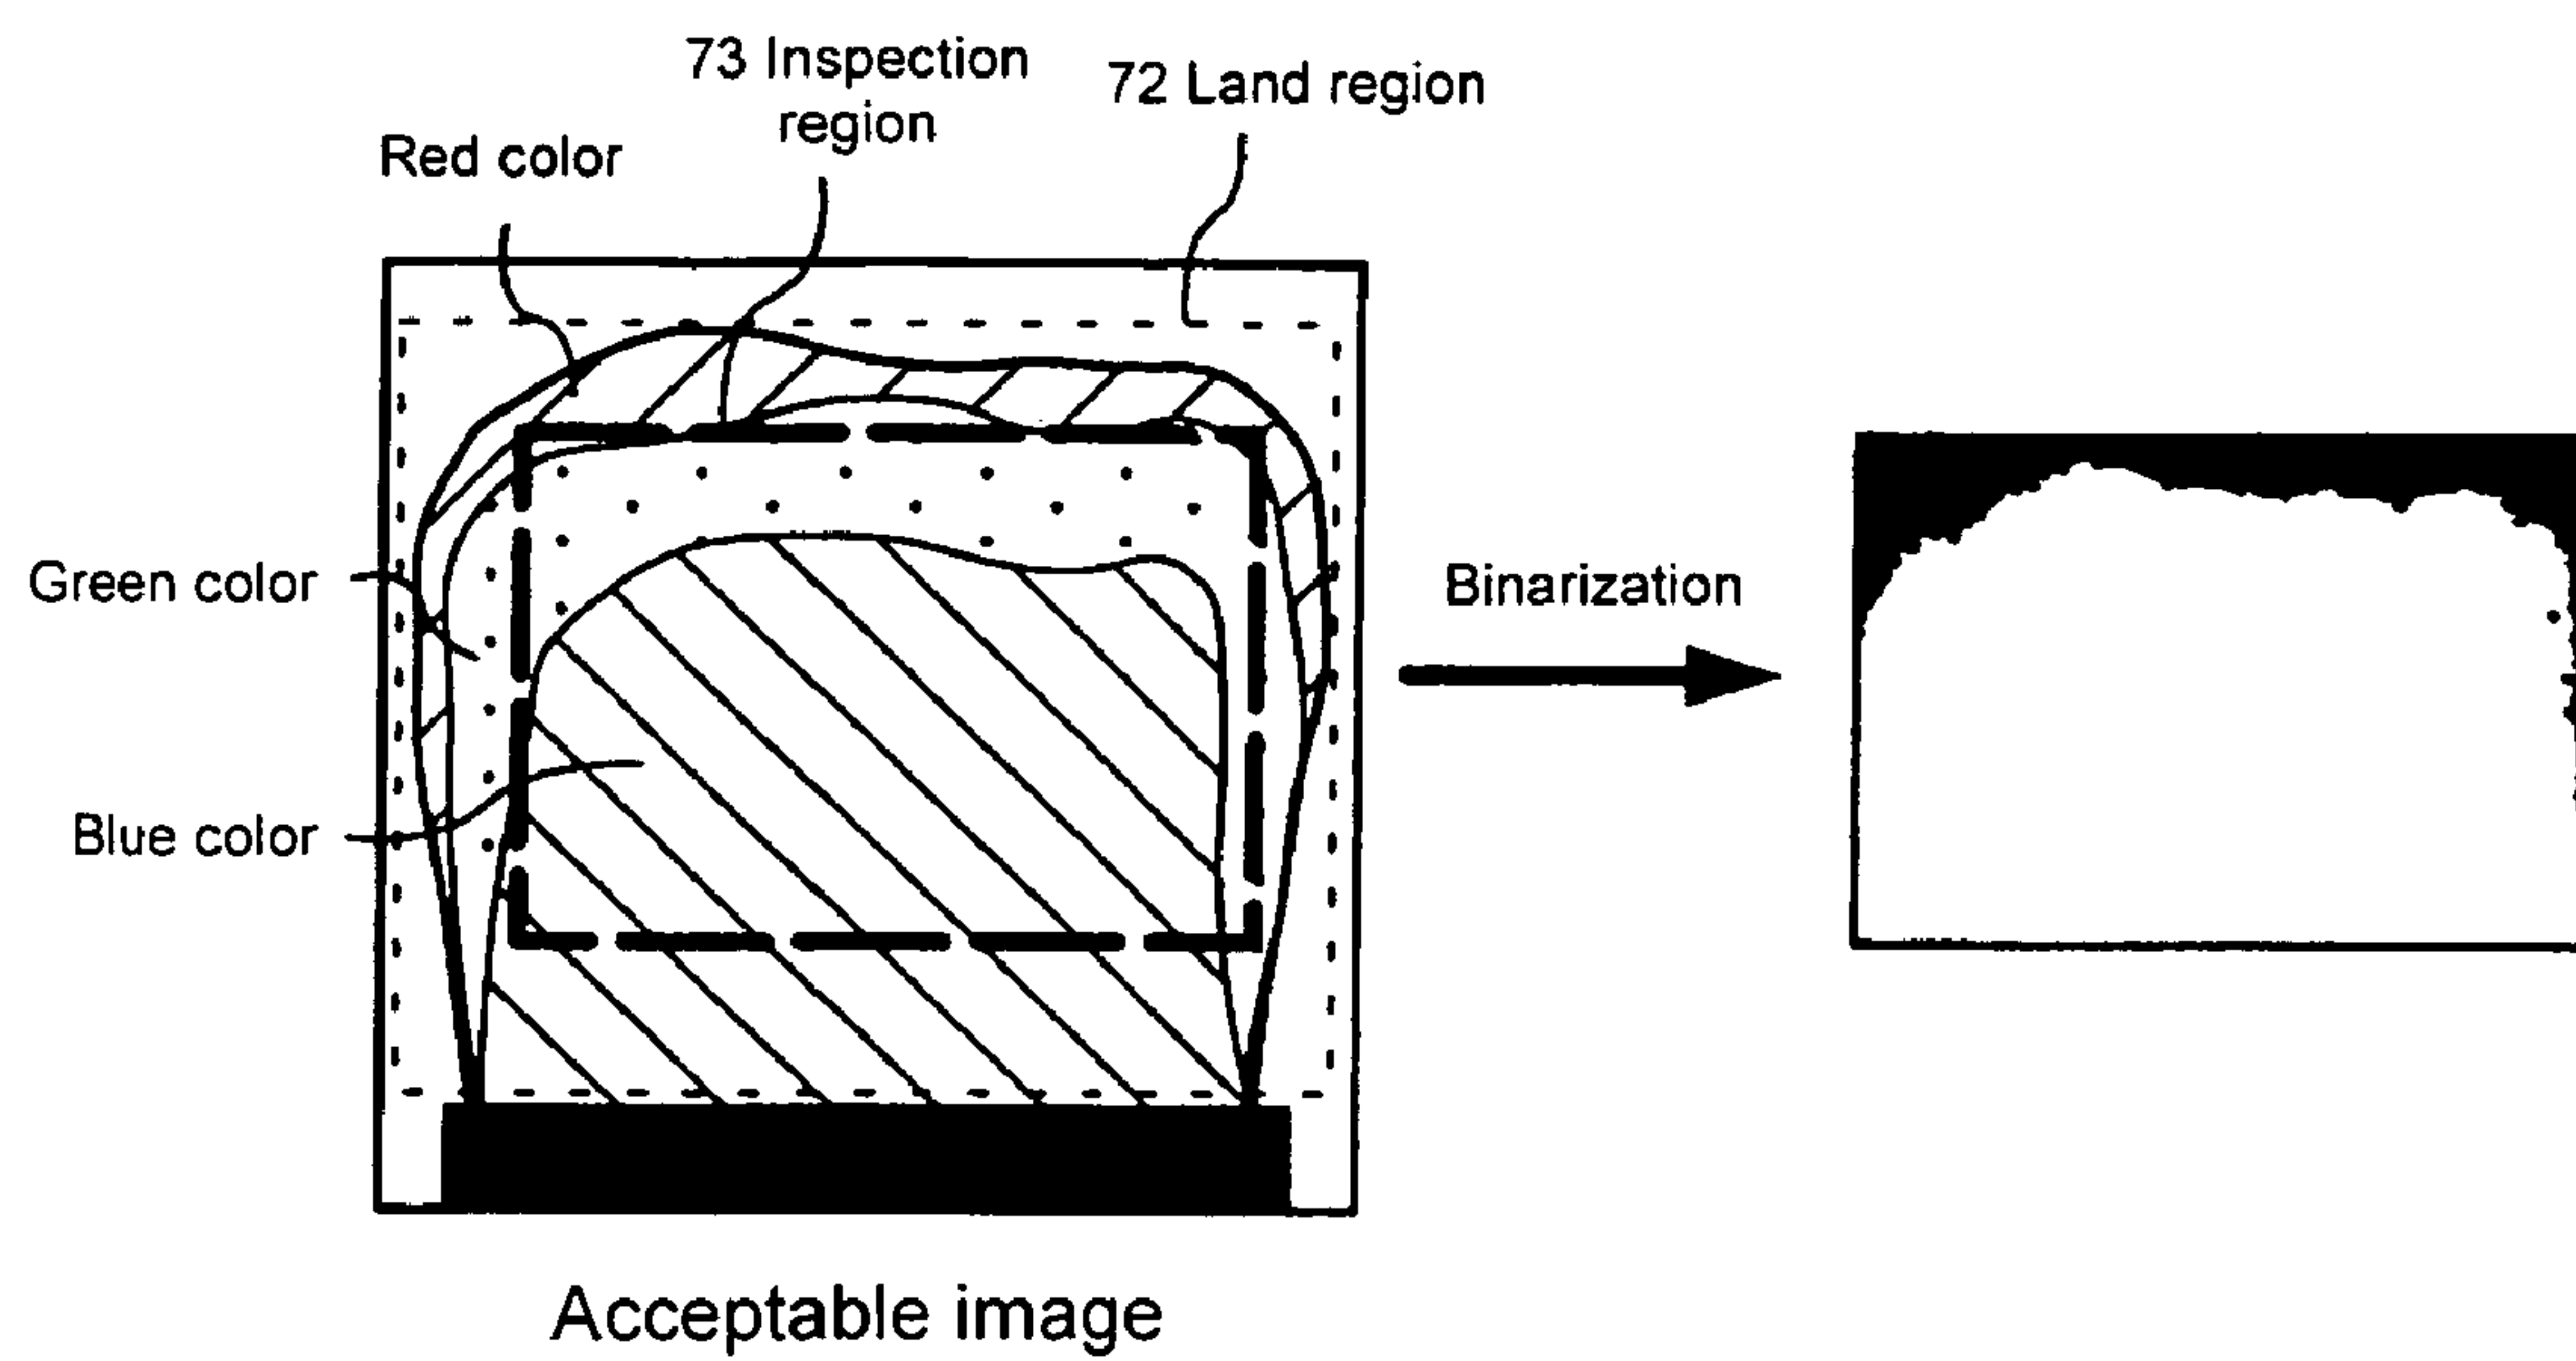 73 Inspection
region
72 Land region
Red color
Green color
Binarization
Blue color
Acceptable image